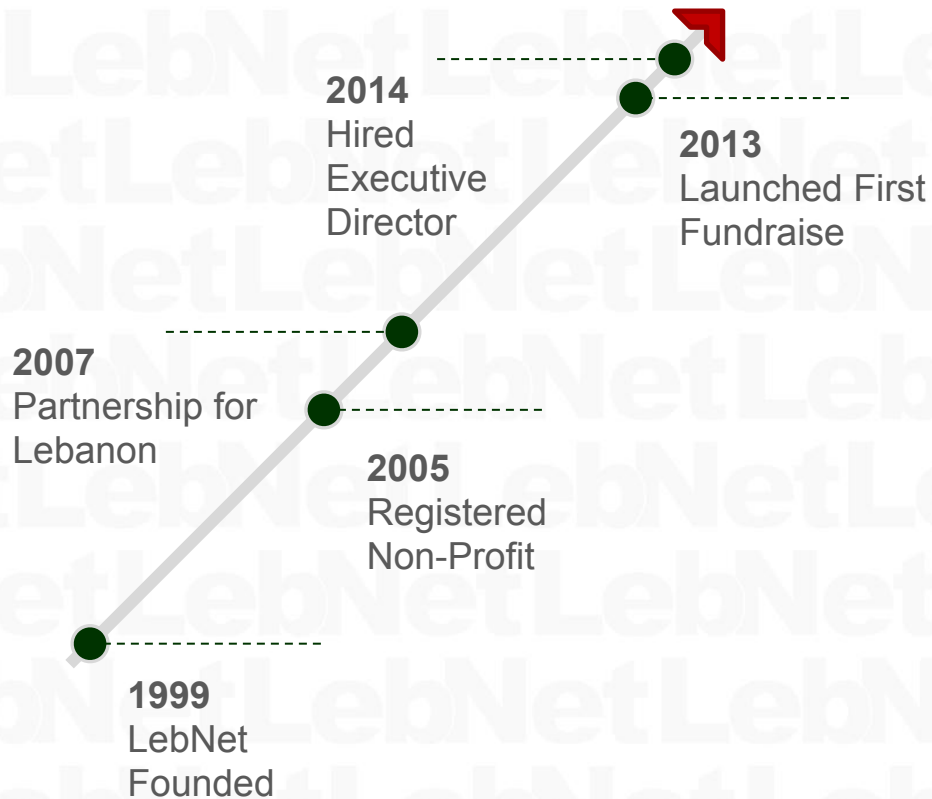 2014
Hired
Executive
Director
2013
Launched First
Fundraise
2007
Partnership for
Lebanon
2005
Registered
Non-Profit
1999
LebNet
Founded